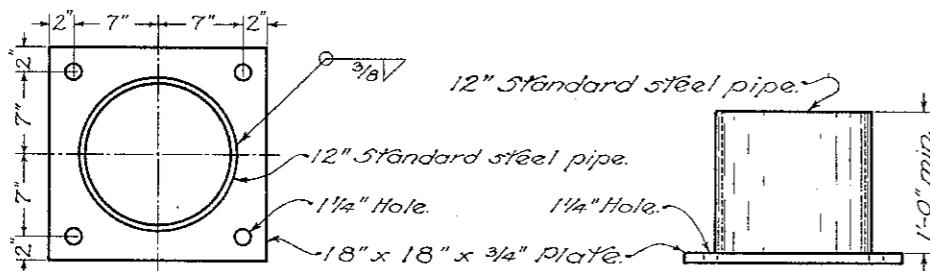 2" 7" 7" 2"
2"
7"
7"
2"
3/8
12" Standard steel pipe.
1¼" Hole.
18" x 18" x ¾" Plate.
12" Standard steel pipe.
1¼" Hole.
1'-0" min.